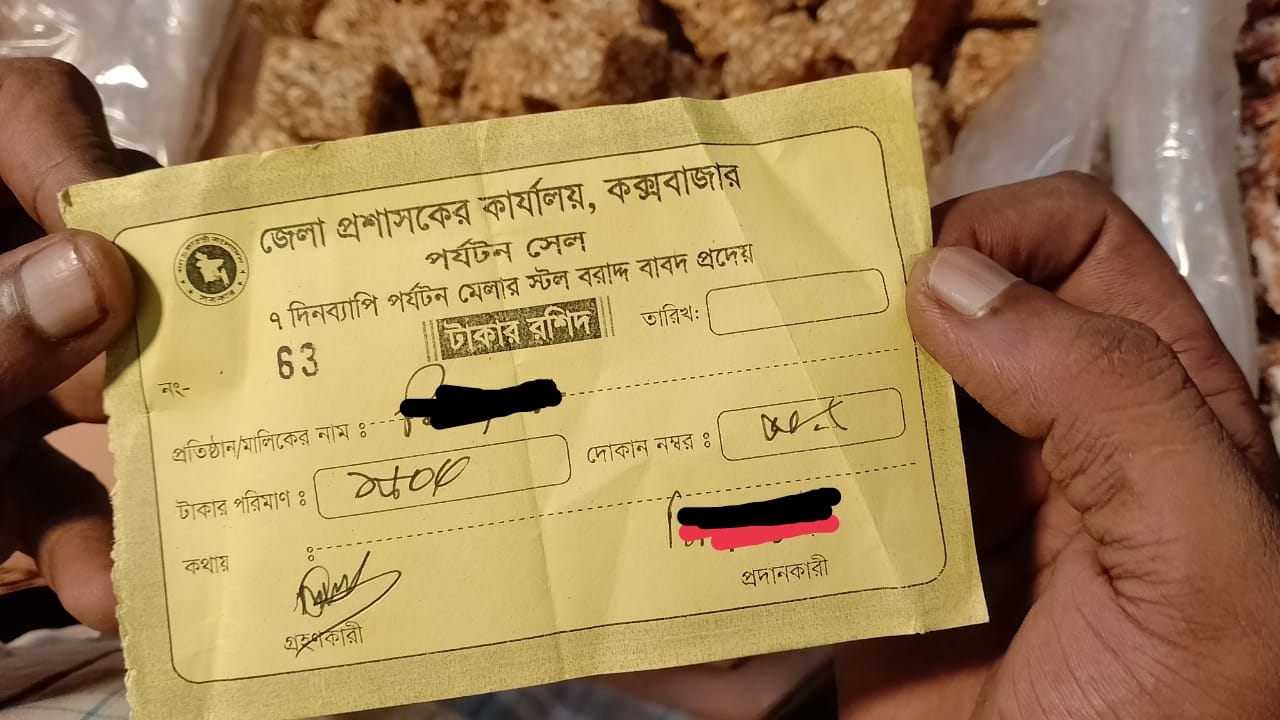 জেলা প্রশাসকের কার্যালয়, কক্সবাজার
পর্যটন সেল
৭ দিনব্যাপি পর্যটন মেলার স্টল বরাদ্দ বাবদ প্রদেয়
টাকার রশিদ
তারিখ:
নং- 63
প্রতিষ্ঠান/মালিকের নাম :
টাকার পরিমাণ :
দোকান নম্বর :
কথায় :
গ্রহণকারী
প্রদানকারী